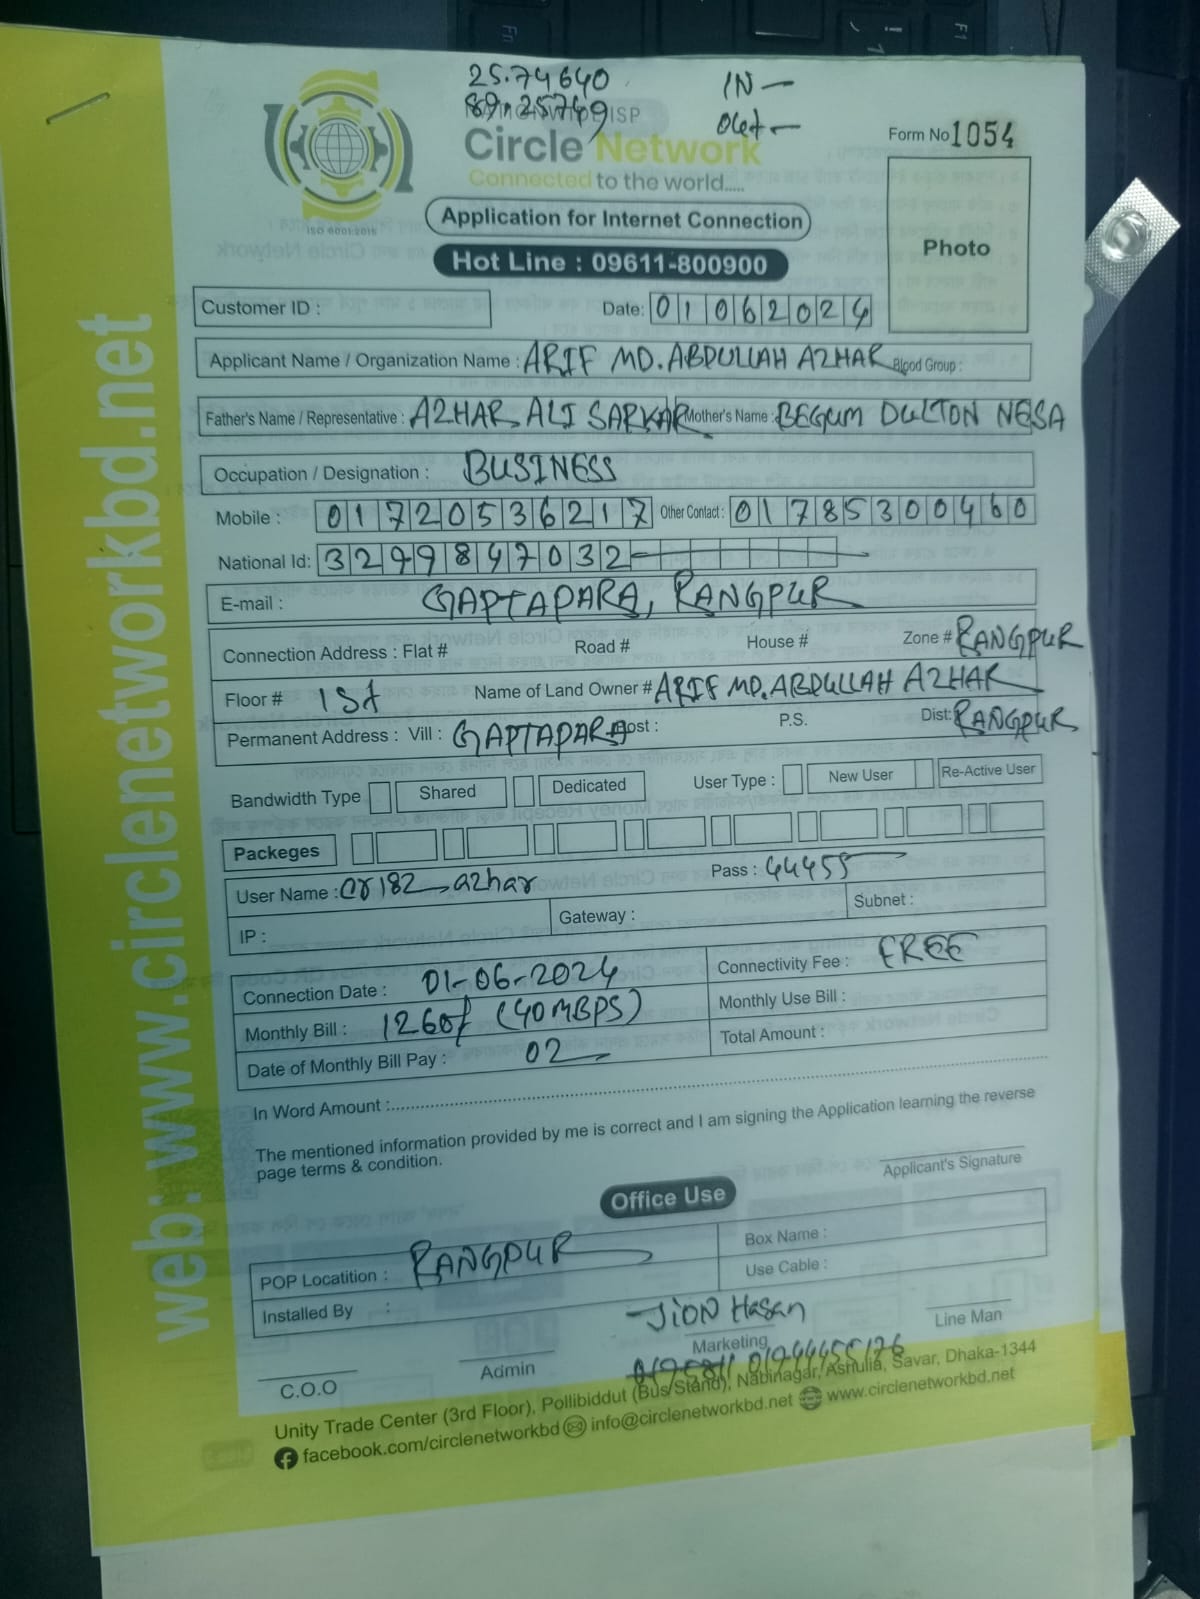 25.74640 IN —
89.25749 Out —
ISP
Circle Network
Form No 1054
Connected to the world.....
ISO 9001:2015
Application for Internet Connection
Photo
Hot Line : 09611-800900
Customer ID :
Date: 01062024
Applicant Name / Organization Name : ARIF MD. ABDULLAH AZHAR Blood Group :
Father's Name / Representative : AZHAR ALI SARKAR Mother's Name : BEGUM DULTON NESA
Occupation / Designation : BUSINESS
Mobile : 01720536217 Other Contact : 01785300460
National Id: 3299847032
E-mail : GAPTAPARA, RANGPUR
Connection Address : Flat # Road # House # Zone # RANGPUR
Floor # 1st Name of Land Owner # ARIF MD. ABDULLAH AZHAR
Permanent Address : Vill : GAPTAPARA Post : P.S. Dist: RANGPUR
Bandwidth Type Shared Dedicated User Type : New User Re-Active User
Packeges
User Name : cr182_azhar Pass : 44455
IP : Gateway : Subnet :
Connection Date : 01-06-2024 Connectivity Fee : FREE
Monthly Bill : 1260/ (40MBPS) Monthly Use Bill :
Date of Monthly Bill Pay : 02 Total Amount :
In Word Amount :
The mentioned information provided by me is correct and I am signing the Application learning the reverse
page terms & condition.
Applicant's Signature
Office Use
POP Locatition : RANGPUR Box Name :
Use Cable :
Installed By :
Jion Hasan
C.O.O Admin Marketing Line Man
Unity Trade Center (3rd Floor), Pollibiddut (Bus/Stand), Nabinagar, Ashulia, Savar, Dhaka-1344
facebook.com/circlenetworkbd info@circlenetworkbd.net www.circlenetworkbd.net
web: www.circlenetworkbd.net